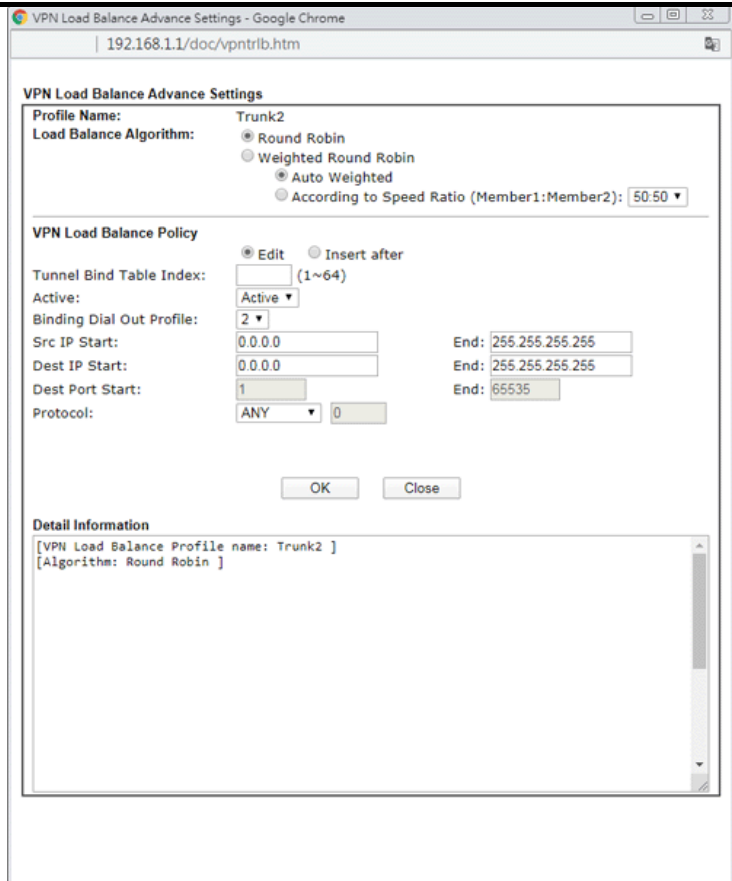 VPN Load Balance Advance Settings - Google Chrome
192.168.1.1/doc/vpntrlb.htm
VPN Load Balance Advance Settings
Profile Name: Trunk2
Load Balance Algorithm: Round Robin
Weighted Round Robin
Auto Weighted
According to Speed Ratio (Member1:Member2): 50:50
VPN Load Balance Policy
Edit Insert after
Tunnel Bind Table Index: (1~64)
Active: Active
Binding Dial Out Profile: 2
Src IP Start: 0.0.0.0 End: 255.255.255.255
Dest IP Start: 0.0.0.0 End: 255.255.255.255
Dest Port Start: 1 End: 65535
Protocol: ANY 0
OK Close
Detail Information
[VPN Load Balance Profile name: Trunk2 ]
[Algorithm: Round Robin ]